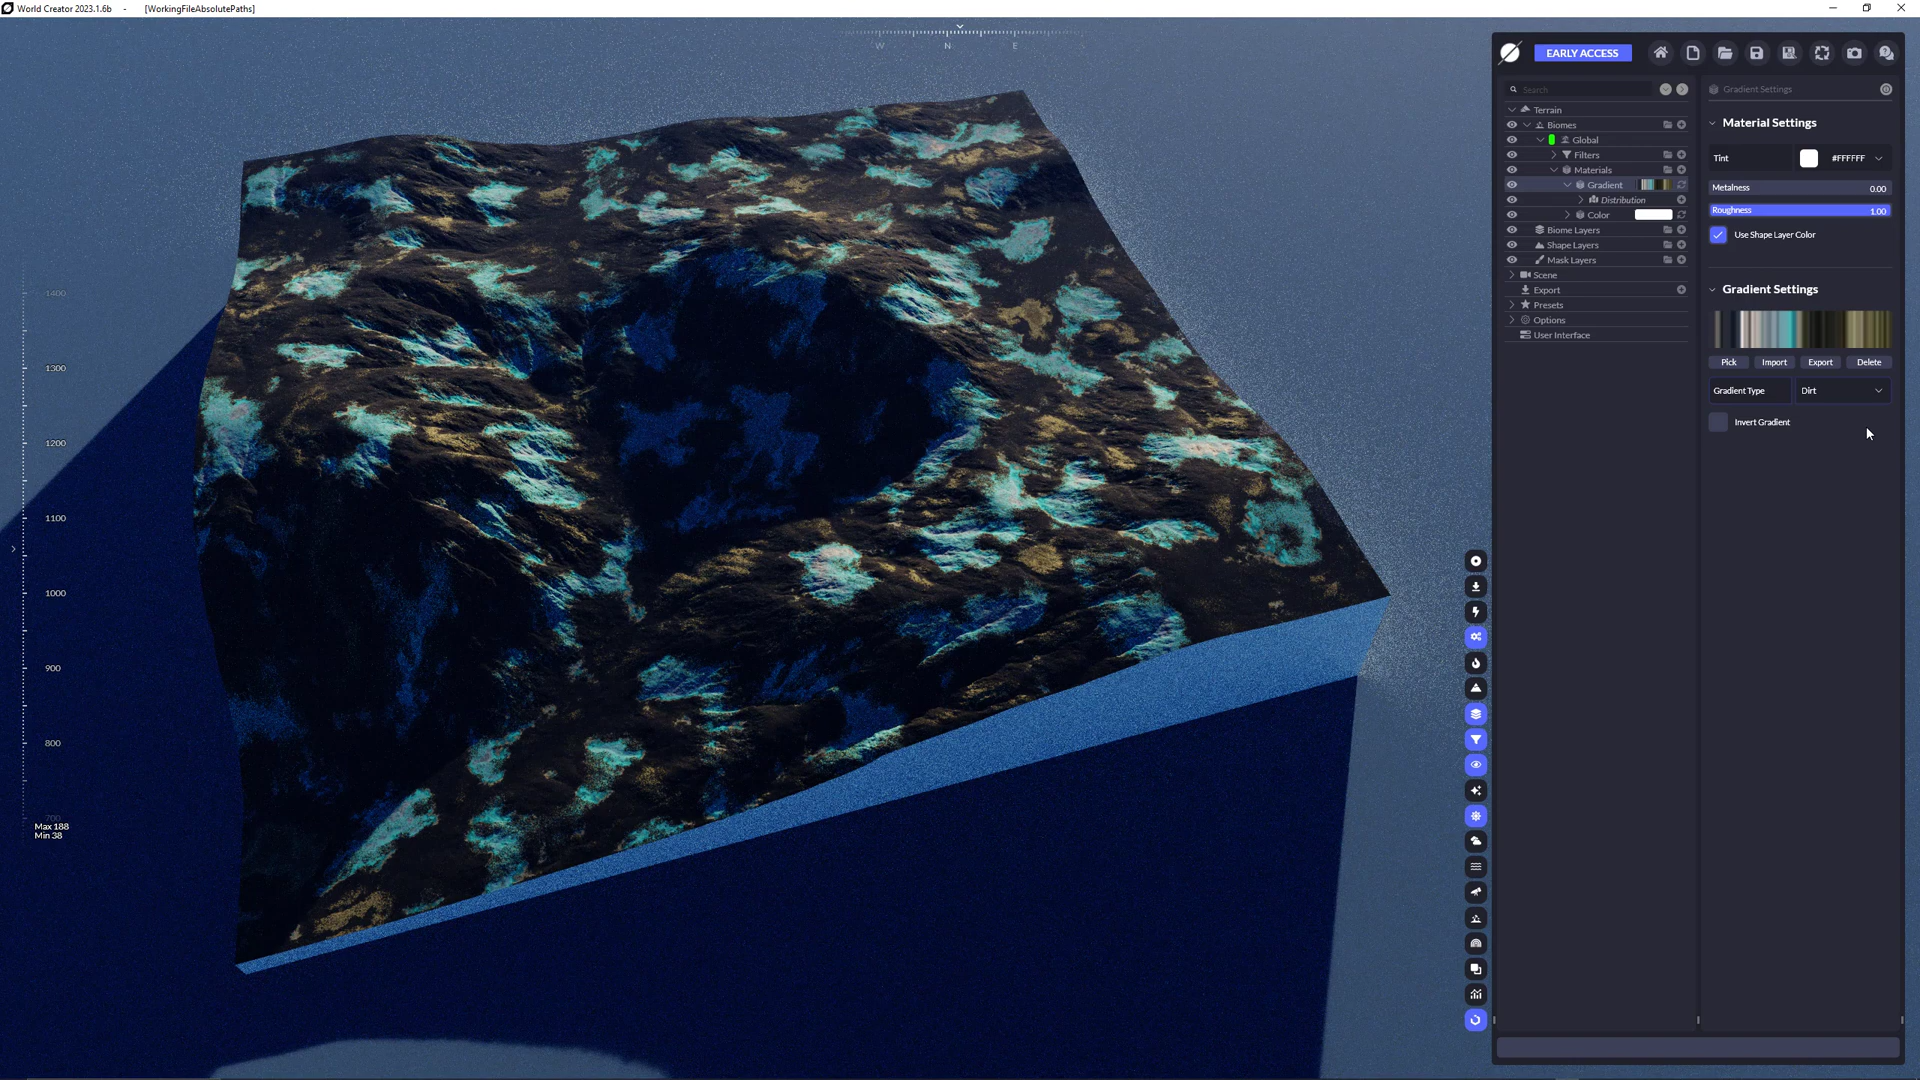 World Creator 2023.1.6b - [WorkingFileAbsolutePaths]
W N E
EARLY ACCESS
Search
Terrain
Biomes
Global
Filters
Materials
Gradient
Distribution
Color
Biome Layers
Shape Layers
Mask Layers
Scene
Export
Presets
Options
User Interface
Gradient Settings
Material Settings
Tint #FFFFFF
Metalness 0.00
Roughness 1.00
Use Shape Layer Color
Gradient Settings
Pick Import Export Delete
Gradient Type Dirt
Invert Gradient
1400
1300
1200
1100
1000
900
800
700
Max 188
Min 38